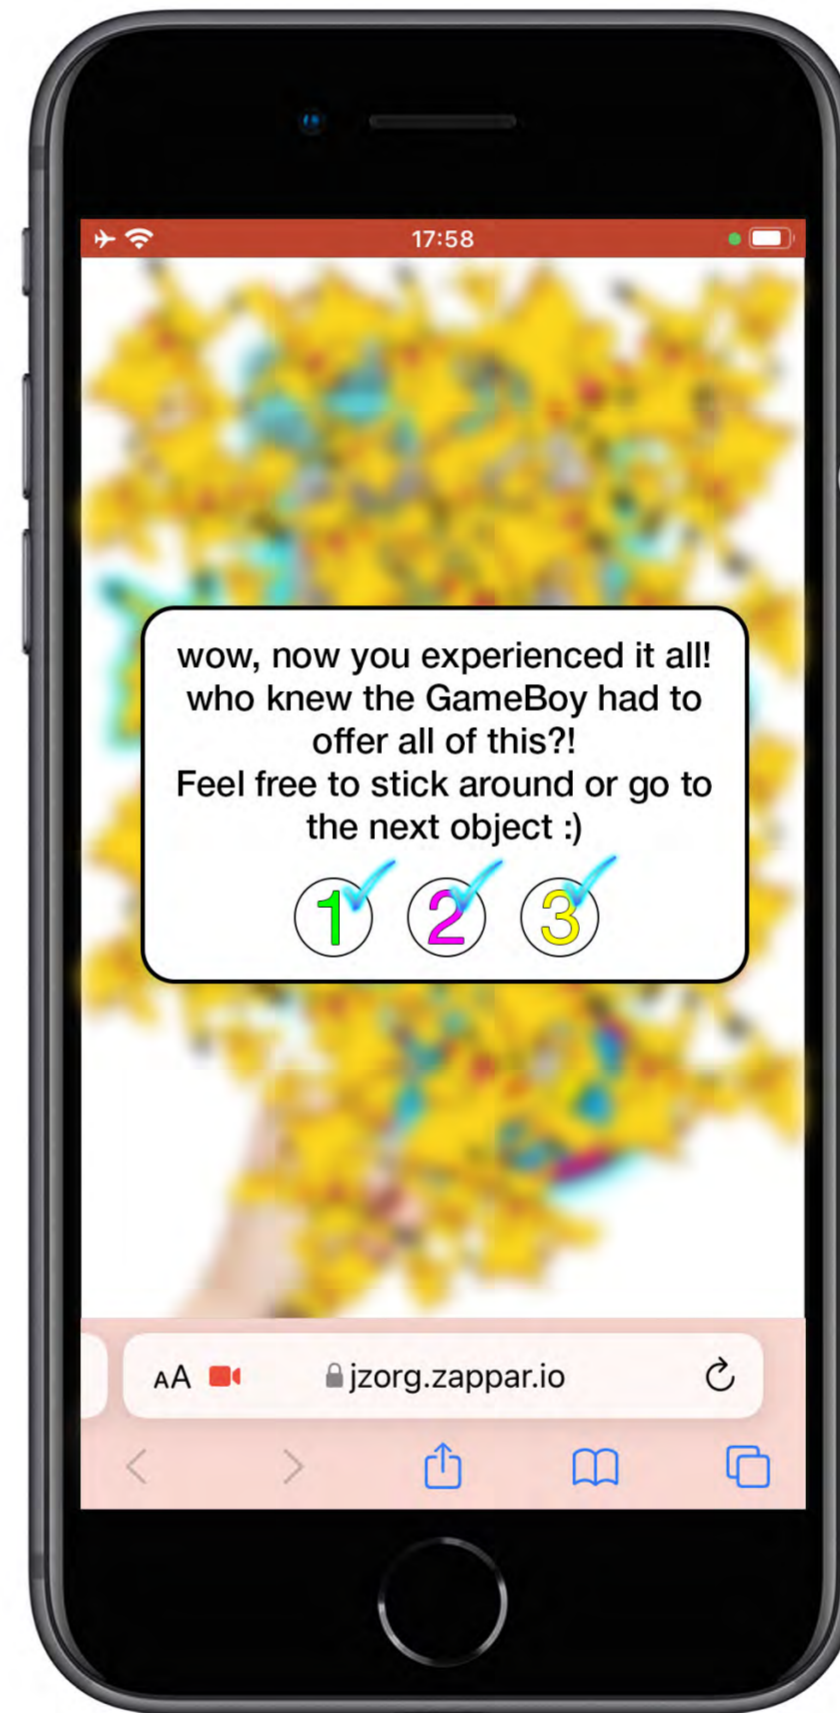 17:58
wow, now you experienced it all!
who knew the GameBoy had to
offer all of this?!
Feel free to stick around or go to
the next object :)
1 2 3
AA jzorg.zappar.io